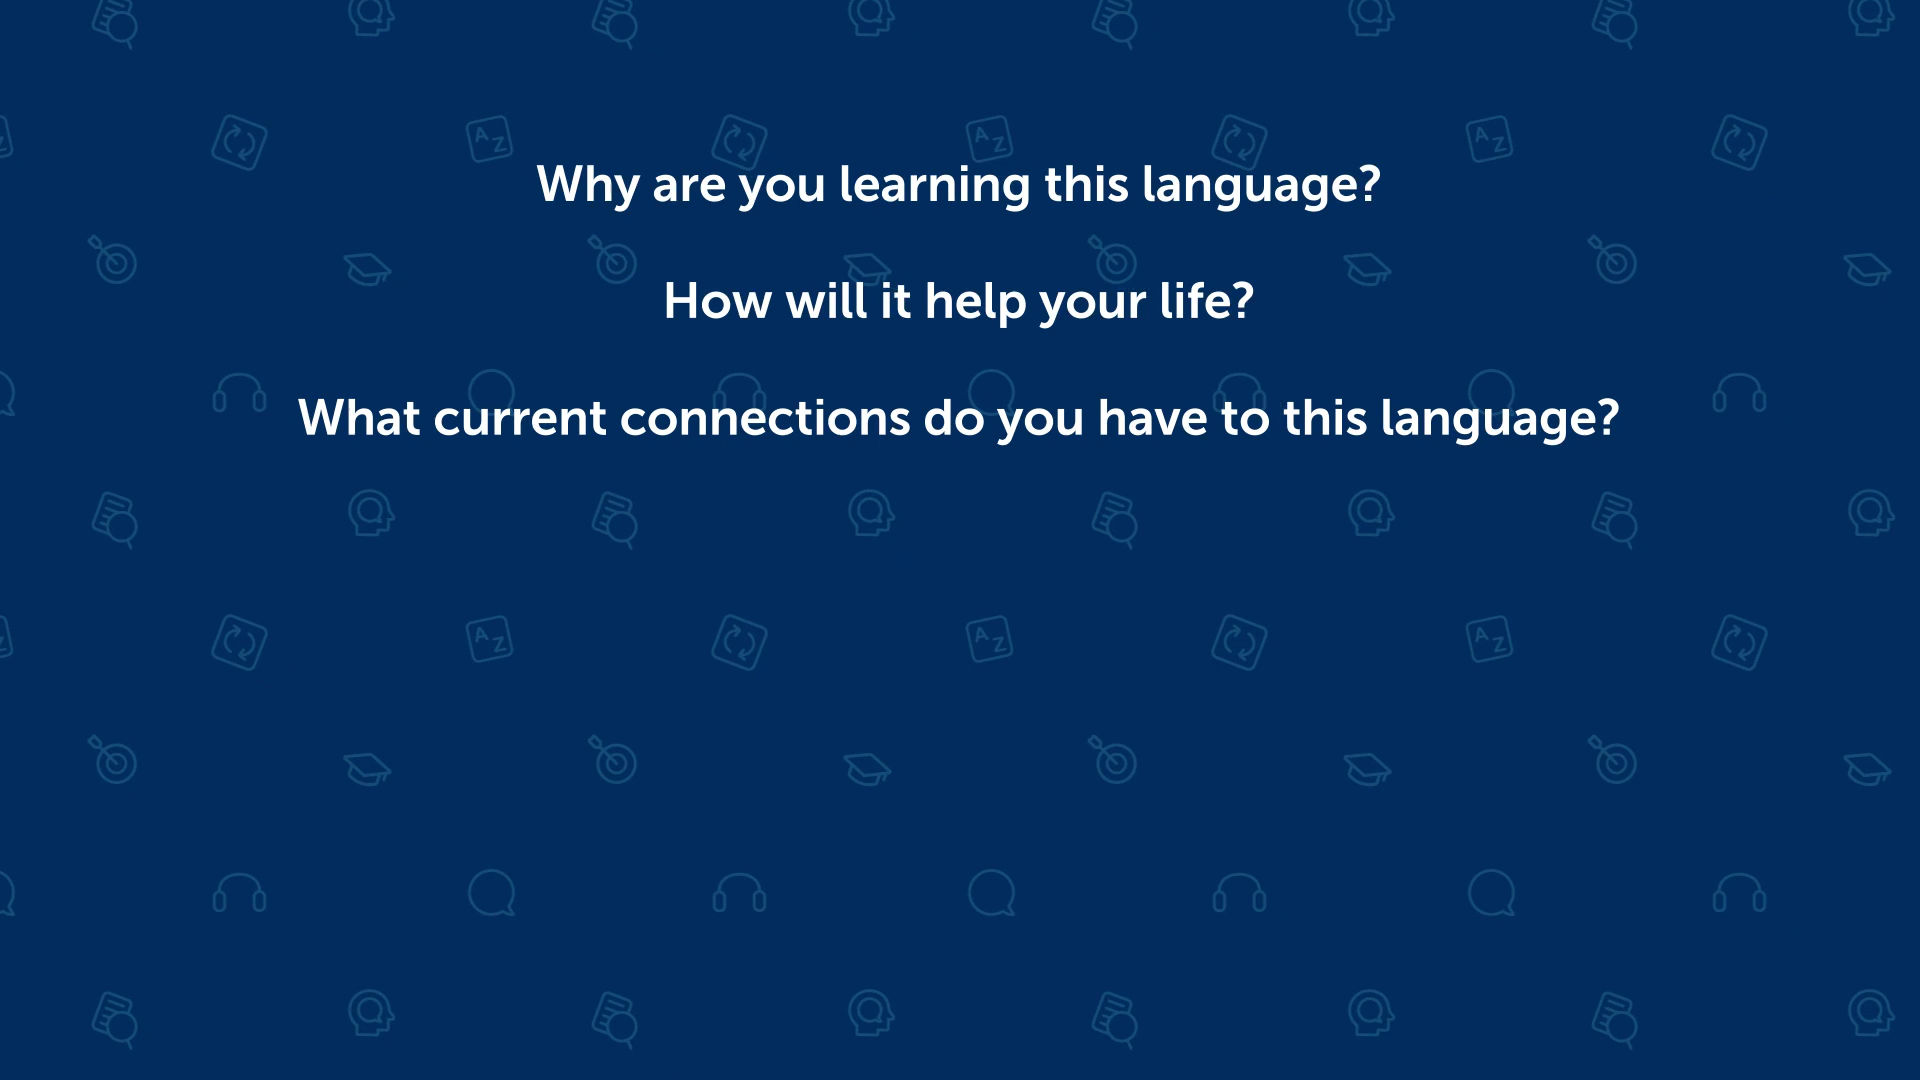 Why are you learning this language?
How will it help your life?
What current connections do you have to this language?